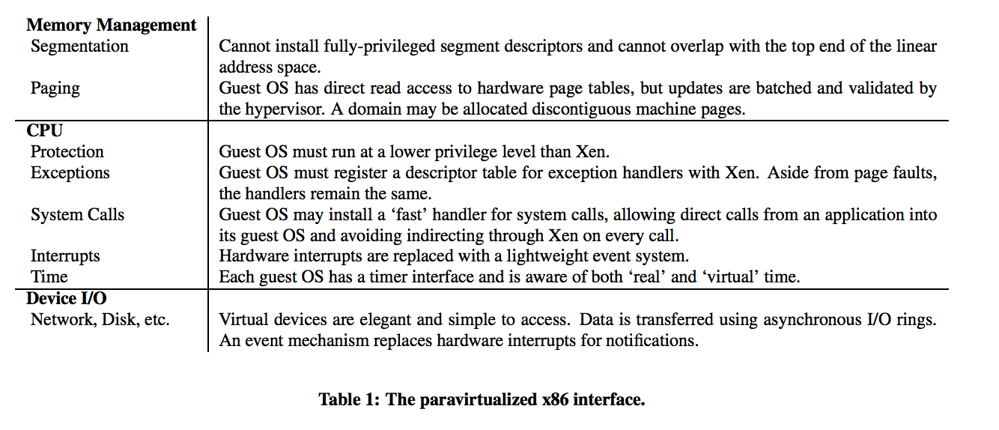 Memory Management
Segmentation Cannot install fully-privileged segment descriptors and cannot overlap with the top end of the linear
address space.
Paging Guest OS has direct read access to hardware page tables, but updates are batched and validated by
the hypervisor. A domain may be allocated discontiguous machine pages.
CPU
Protection Guest OS must run at a lower privilege level than Xen.
Exceptions Guest OS must register a descriptor table for exception handlers with Xen. Aside from page faults,
the handlers remain the same.
System Calls Guest OS may install a ‘fast’ handler for system calls, allowing direct calls from an application into
its guest OS and avoiding indirecting through Xen on every call.
Interrupts Hardware interrupts are replaced with a lightweight event system.
Time Each guest OS has a timer interface and is aware of both ‘real’ and ‘virtual’ time.
Device I/O
Network, Disk, etc. Virtual devices are elegant and simple to access. Data is transferred using asynchronous I/O rings.
An event mechanism replaces hardware interrupts for notifications.
Table 1: The paravirtualized x86 interface.